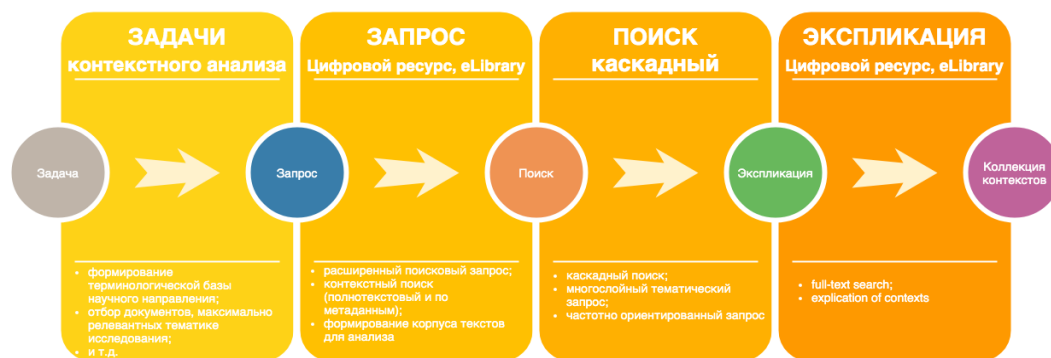 ЗАДАЧИ
контекстного анализа
ЗАПРОС
Цифровой ресурс, eLibrary
ПОИСК
каскадный
ЭКСПЛИКАЦИЯ
Цифровой ресурс, eLibrary
Задача
Запрос
Поиск
Экспликация
Коллекция
контекстов
• формирование
терминологической базы
научного направления;
• отбор документов, максимально
релевантных тематике
исследования;
• и т.д.
• расширенный поисковый запрос;
• контекстный поиск
(полнотекстовый и по
метаданным);
• формирование корпуса текстов
для анализа
• каскадный поиск;
• многослойный тематический
запрос;
• частотно ориентированный запрос
• full-text search;
• explication of contexts